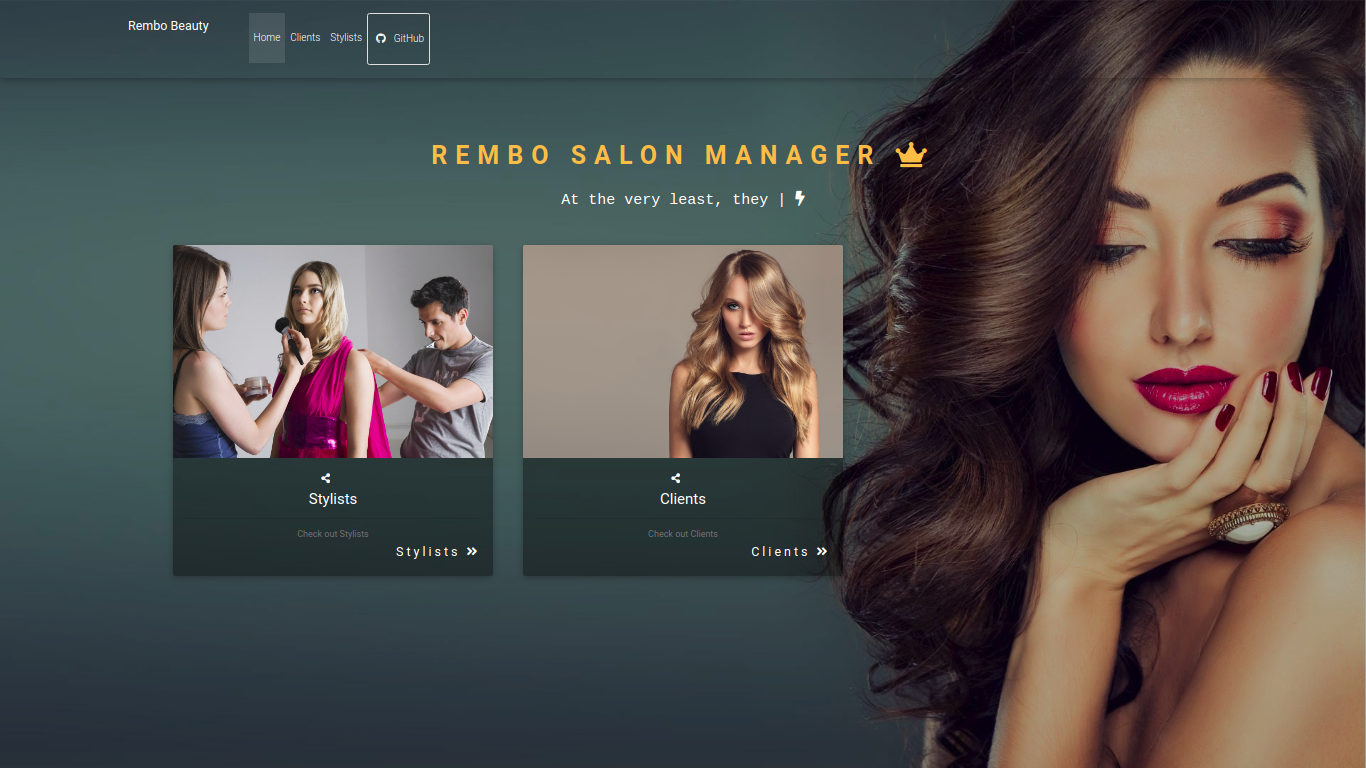 Rembo Beauty
Home Clients Stylists GitHub
REMBO SALON MANAGER
At the very least, they |
Stylists
Check out Stylists
Stylists
Clients
Check out Clients
Clients